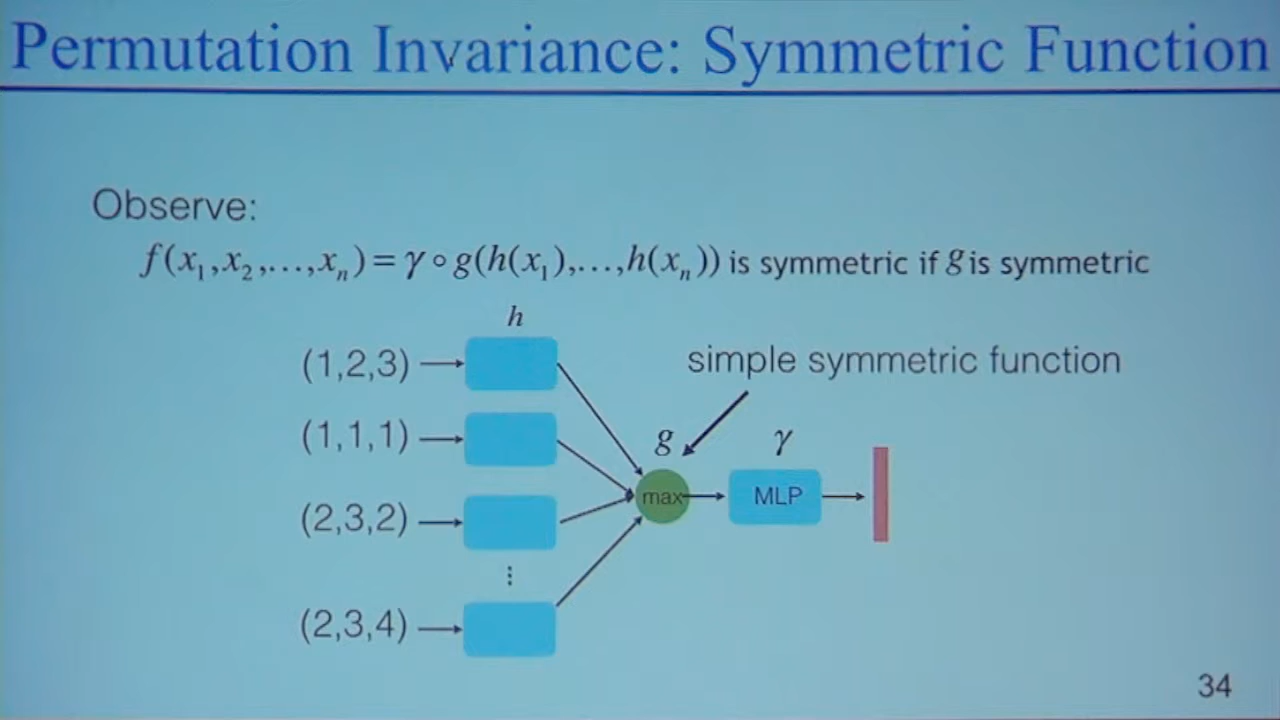 Permutation Invariance: Symmetric Function
Observe:
f(x₁,x₂,...,xₙ)=γ∘g(h(x₁),...,h(xₙ)) is symmetric if g is symmetric
h
(1,2,3)
simple symmetric function
(1,1,1)
g
γ
max
MLP
(2,3,2)
⋮
(2,3,4)
34